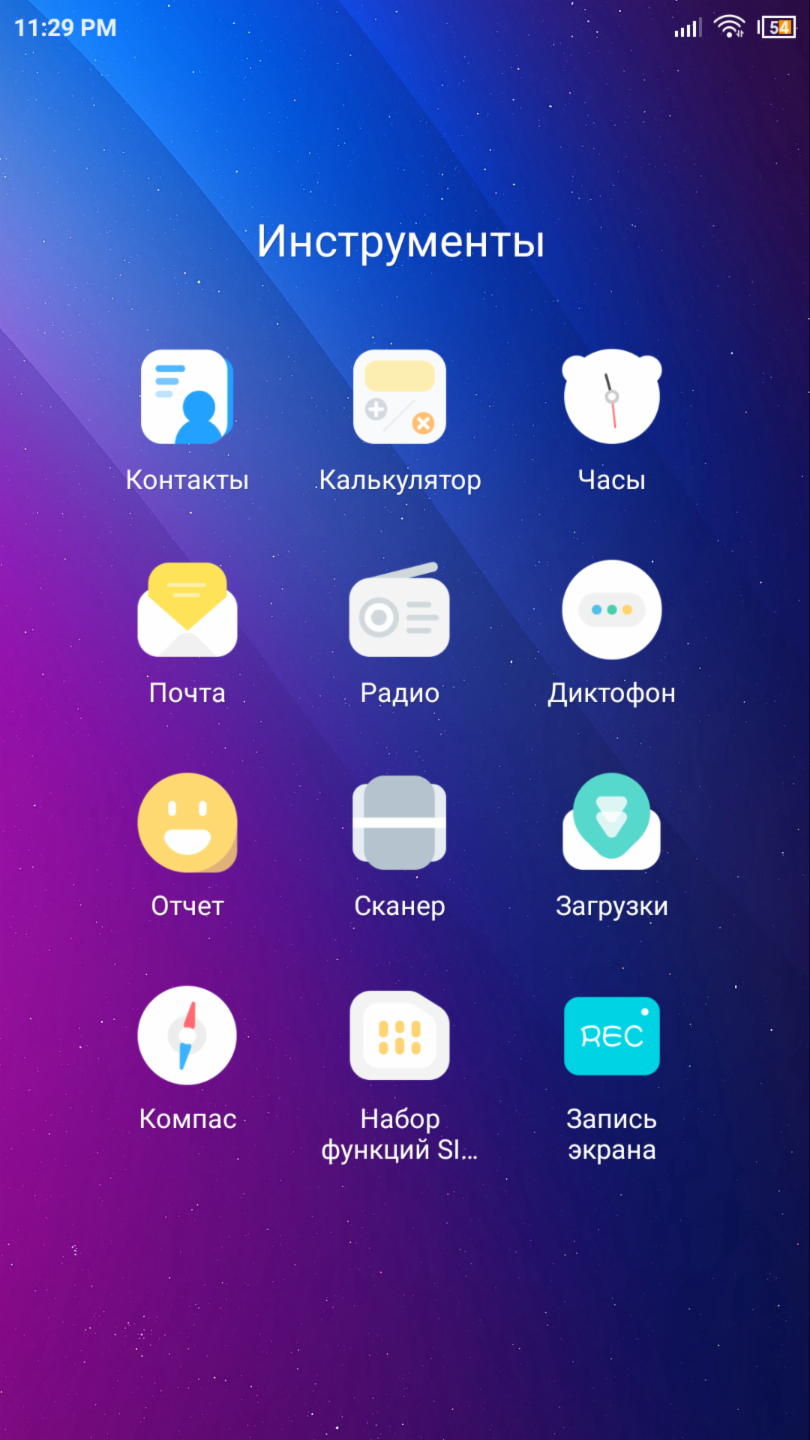 11:29 PM
54
Инструменты
Контакты
Калькулятор
Часы
Почта
Радио
Диктофон
Отчет
Сканер
Загрузки
Компас
Набор
функций SI...
REC
Запись
экрана